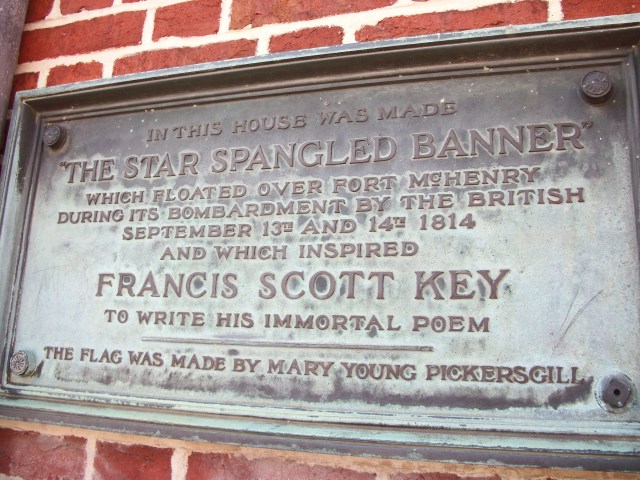 IN THIS HOUSE WAS MADE
"THE STAR SPANGLED BANNER"
WHICH FLOATED OVER FORT McHENRY
DURING ITS BOMBARDMENT BY THE BRITISH
SEPTEMBER 13TH AND 14TH 1814
AND WHICH INSPIRED
FRANCIS SCOTT KEY
TO WRITE HIS IMMORTAL POEM
THE FLAG WAS MADE BY MARY YOUNG PICKERSGILL